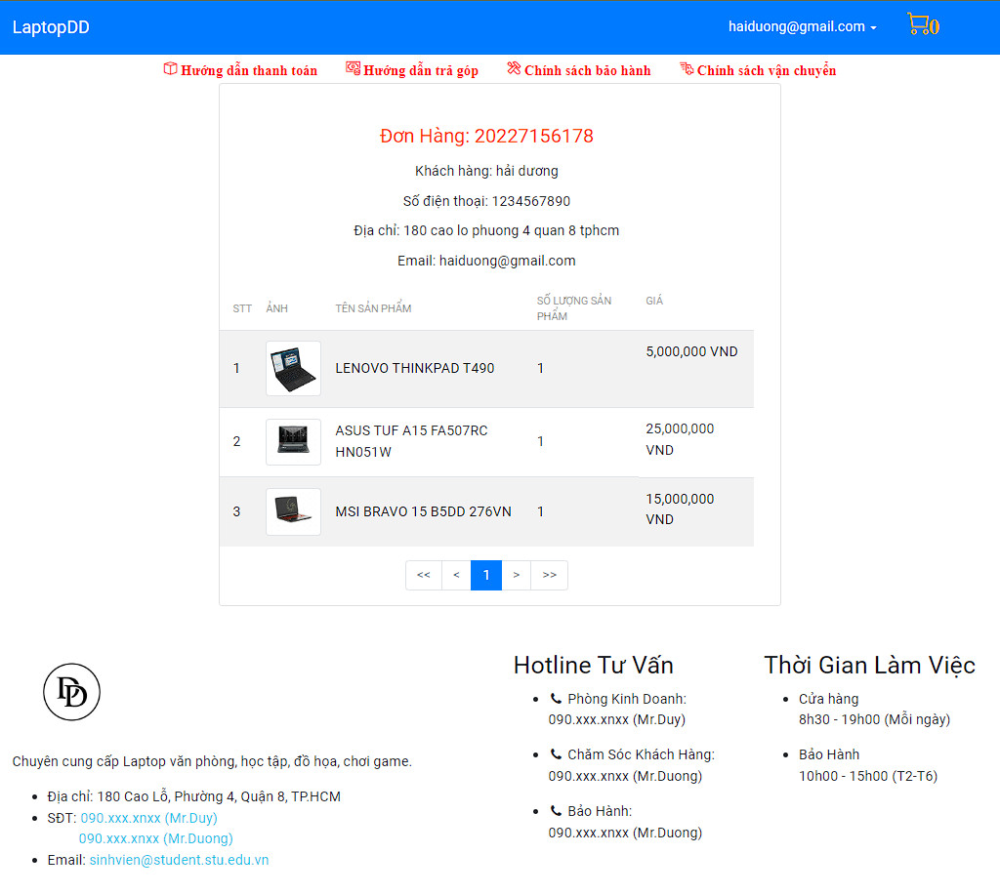 LaptopDD
haiduong@gmail.com
0
Hướng dẫn thanh toán
Hướng dẫn trả góp
Chính sách bảo hành
Chính sách vận chuyển
Đơn Hàng: 20227156178
Khách hàng: hải dương
Số điện thoại: 1234567890
Địa chỉ: 180 cao lo phuong 4 quan 8 tphcm
Email: haiduong@gmail.com
STT ẢNH TÊN SẢN PHẨM SỐ LƯỢNG SẢN PHẨM GIÁ
1 LENOVO THINKPAD T490 1 5,000,000 VND
2 ASUS TUF A15 FA507RC HN051W 1 25,000,000 VND
3 MSI BRAVO 15 B5DD 276VN 1 15,000,000 VND
<< < 1 > >>
DD
Chuyên cung cấp Laptop văn phòng, học tập, đồ họa, chơi game.
Địa chỉ: 180 Cao Lỗ, Phường 4, Quận 8, TP.HCM
SĐT: 090.xxx.xnxx (Mr.Duy)
090.xxx.xnxx (Mr.Duong)
Email: sinhvien@student.stu.edu.vn
Hotline Tư Vấn
Phòng Kinh Doanh:
090.xxx.xnxx (Mr.Duy)
Chăm Sóc Khách Hàng:
090.xxx.xnxx (Mr.Duong)
Bảo Hành:
090.xxx.xnxx (Mr.Duong)
Thời Gian Làm Việc
Cửa hàng
8h30 - 19h00 (Mỗi ngày)
Bảo Hành
10h00 - 15h00 (T2-T6)